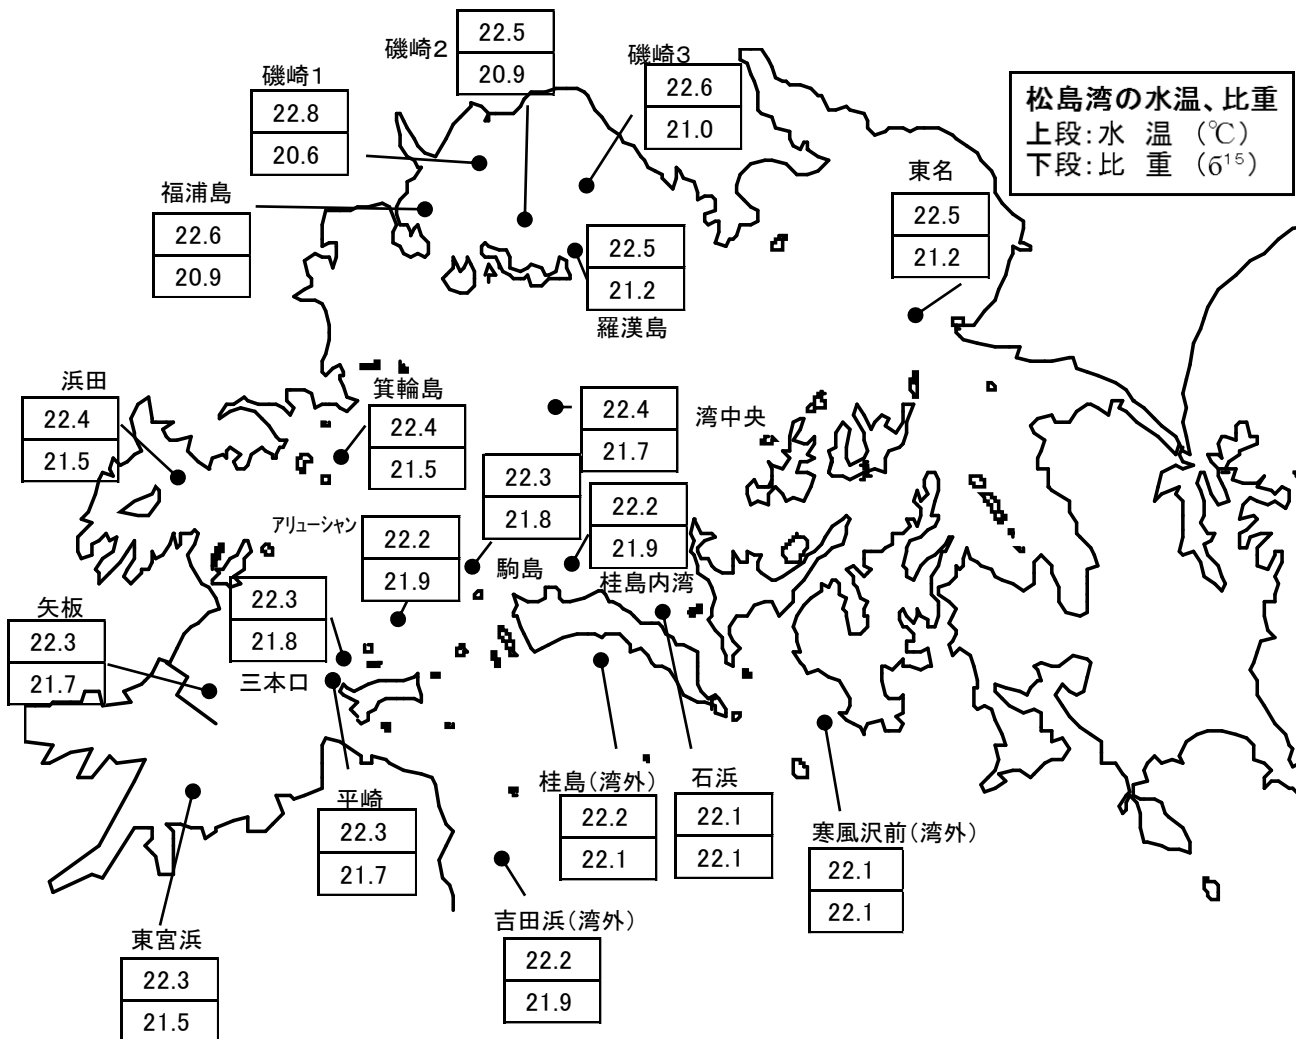 磯崎2
22.5
20.9
磯崎3
22.6
21.0
磯崎1
22.8
20.6
松島湾の水温、比重
上段:水 温 (℃)
下段:比 重 (б¹⁵)
福浦島
22.6
20.9
東名
22.5
21.2
22.5
21.2
羅漢島
浜田
22.4
21.5
箕輪島
22.4
21.5
22.4
21.7
湾中央
22.3
21.8
駒島
22.2
21.9
桂島内湾
アリューシャン
22.2
21.9
22.3
21.8
三本口
矢板
22.3
21.7
平崎
22.3
21.7
桂島(湾外)
22.2
22.1
石浜
22.1
22.1
寒風沢前(湾外)
22.1
22.1
吉田浜(湾外)
22.2
21.9
東宮浜
22.3
21.5